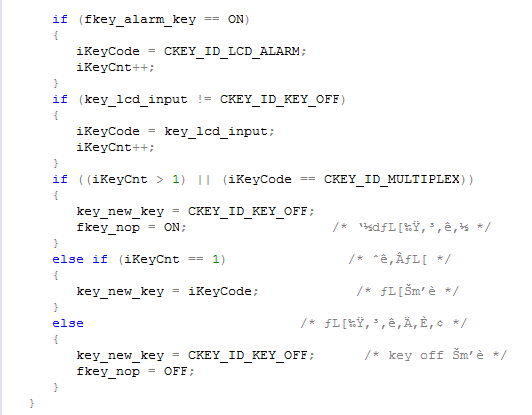 if (fkey_alarm_key == ON)
{
iKeyCode = CKEY_ID_LCD_ALARM;
iKeyCnt++;
}
if (key_lcd_input != CKEY_ID_KEY_OFF)
{
iKeyCode = key_lcd_input;
iKeyCnt++;
}
if ((iKeyCnt > 1) || (iKeyCode == CKEY_ID_MULTIPLEX))
{
key_new_key = CKEY_ID_KEY_OFF;
fkey_nop = ON; /* ‘½dƒL[‰Ÿ‚³‚ê‚½ */
}
else if (iKeyCnt == 1) /* ˆê‚ƒL[ */
{
key_new_key = iKeyCode; /* ƒL[Šm’è */
}
else /* ƒL[‰Ÿ‚³‚ê‚Ä‚È‚¢ */
{
key_new_key = CKEY_ID_KEY_OFF; /* key off Šm’è */
fkey_nop = OFF;
}
}